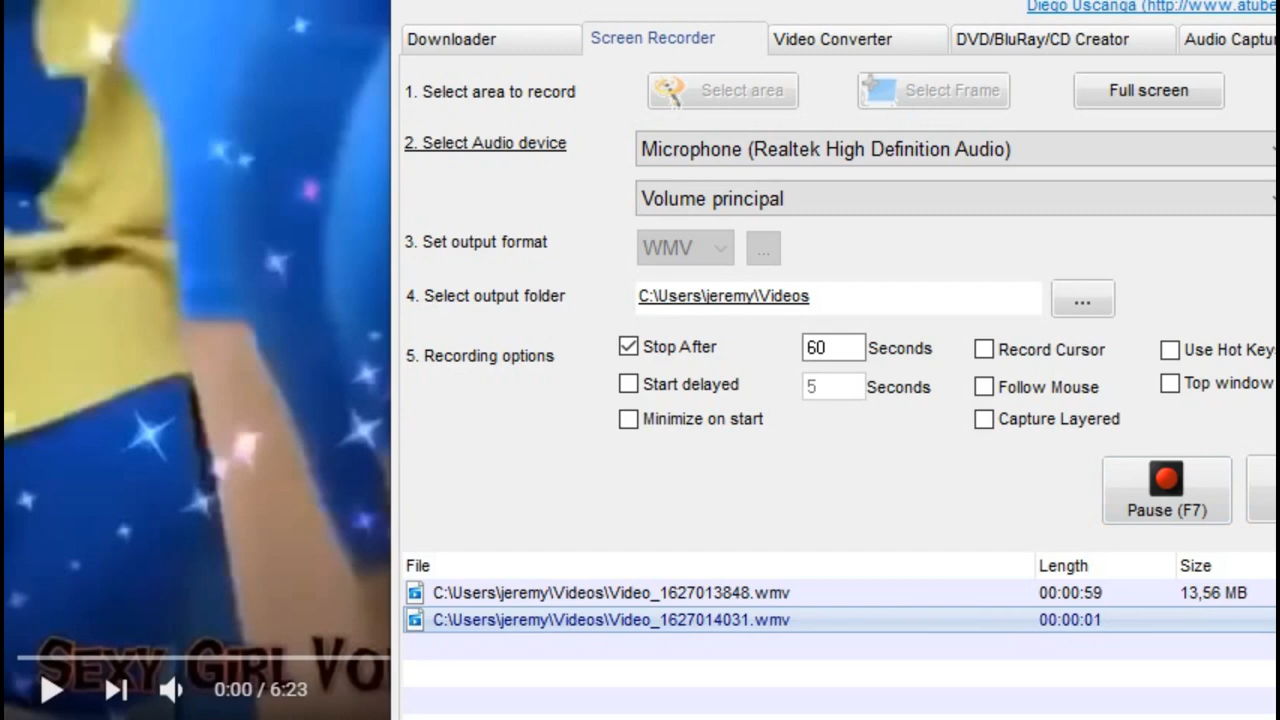 Diego Uscanga (http://www.atube
Downloader
Screen Recorder
Video Converter
DVD/BluRay/CD Creator
Audio Captur
1. Select area to record
Select area
Select Frame
Full screen
2. Select Audio device
Microphone (Realtek High Definition Audio)
Volume principal
3. Set output format
WMV
...
4. Select output folder
C:\Users\jeremy\Videos
...
5. Recording options
Stop After
60
Seconds
Record Cursor
Use Hot Key
Start delayed
5
Seconds
Follow Mouse
Top window
Minimize on start
Capture Layered
Pause (F7)
File
Length
Size
C:\Users\jeremy\Videos\Video_1627013848.wmv
00:00:59
13,56 MB
C:\Users\jeremy\Videos\Video_1627014031.wmv
00:00:01
Sexy Girl Vo
0:00 / 6:23